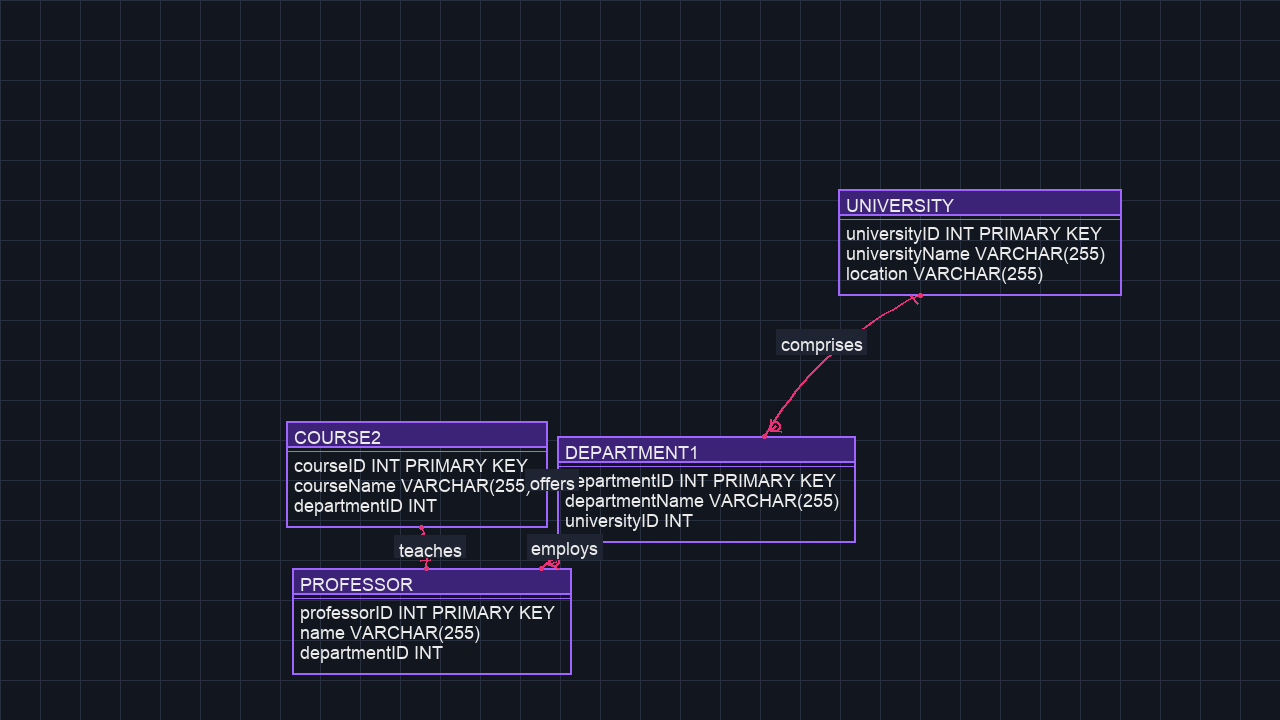 UNIVERSITY
universityID INT PRIMARY KEY
universityName VARCHAR(255)
location VARCHAR(255)
comprises
COURSE2
courseID INT PRIMARY KEY
courseName VARCHAR(255
departmentID INT
offers
DEPARTMENT1
epartmentID INT PRIMARY KEY
departmentName VARCHAR(255)
universityID INT
teaches
employs
PROFESSOR
professorID INT PRIMARY KEY
name VARCHAR(255)
departmentID INT